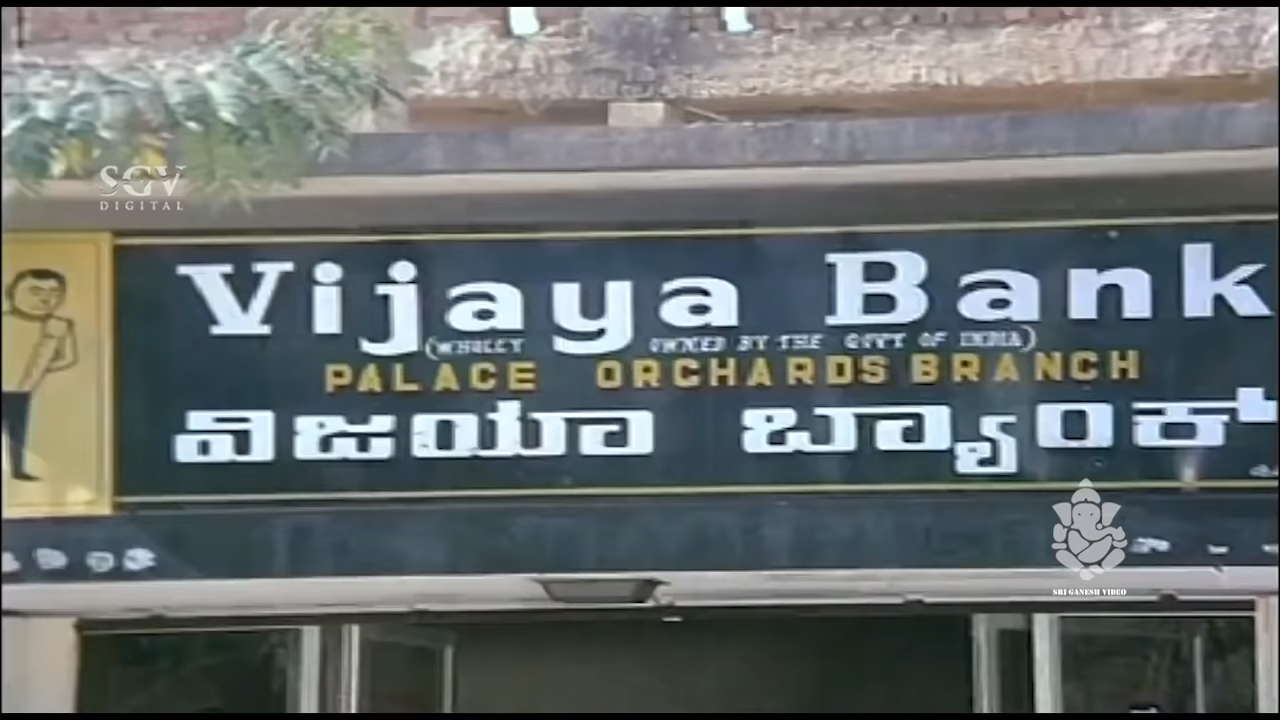 SGV
DIGITAL
Vijaya Bank
(WHOLLY OWNED BY THE GOVT OF INDIA)
PALACE ORCHARDS BRANCH
ವಿಜಯಾ ಬ್ಯಾಂಕ್
SRI GANESH VIDEO